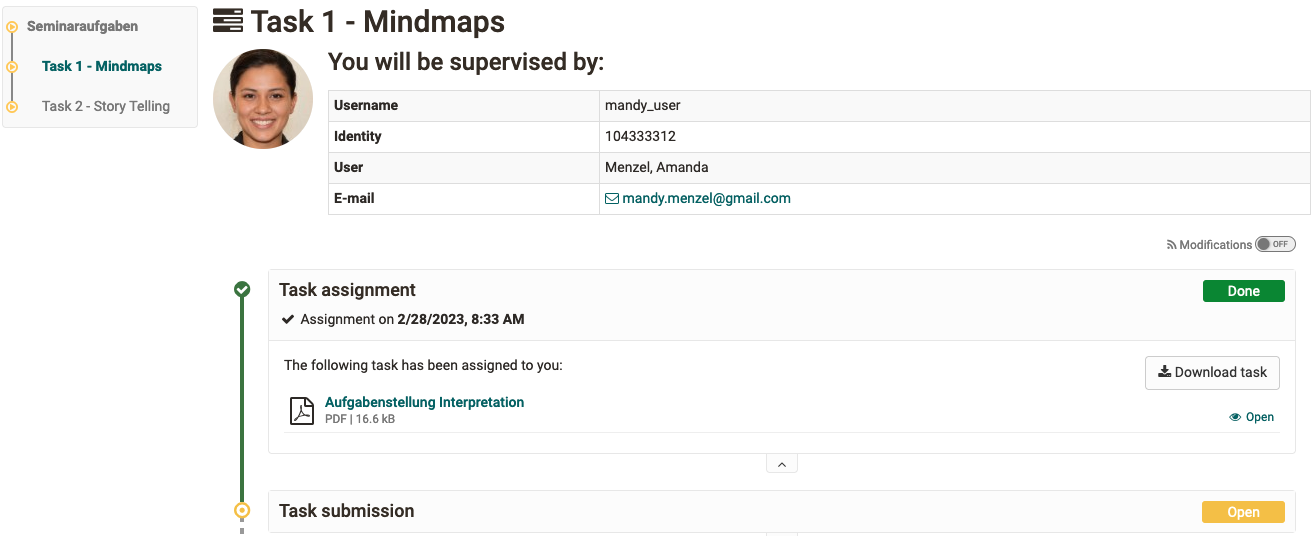 Seminaraufgaben
Task 1 - Mindmaps
Task 2 - Story Telling
Task 1 - Mindmaps
You will be supervised by:
Username mandy_user
Identity 104333312
User Menzel, Amanda
E-mail mandy.menzel@gmail.com
Modifications OFF
Task assignment Done
Assignment on 2/28/2023, 8:33 AM
The following task has been assigned to you:
Download task
Aufgabenstellung Interpretation
PDF | 16.6 kB
Open
Task submission Open